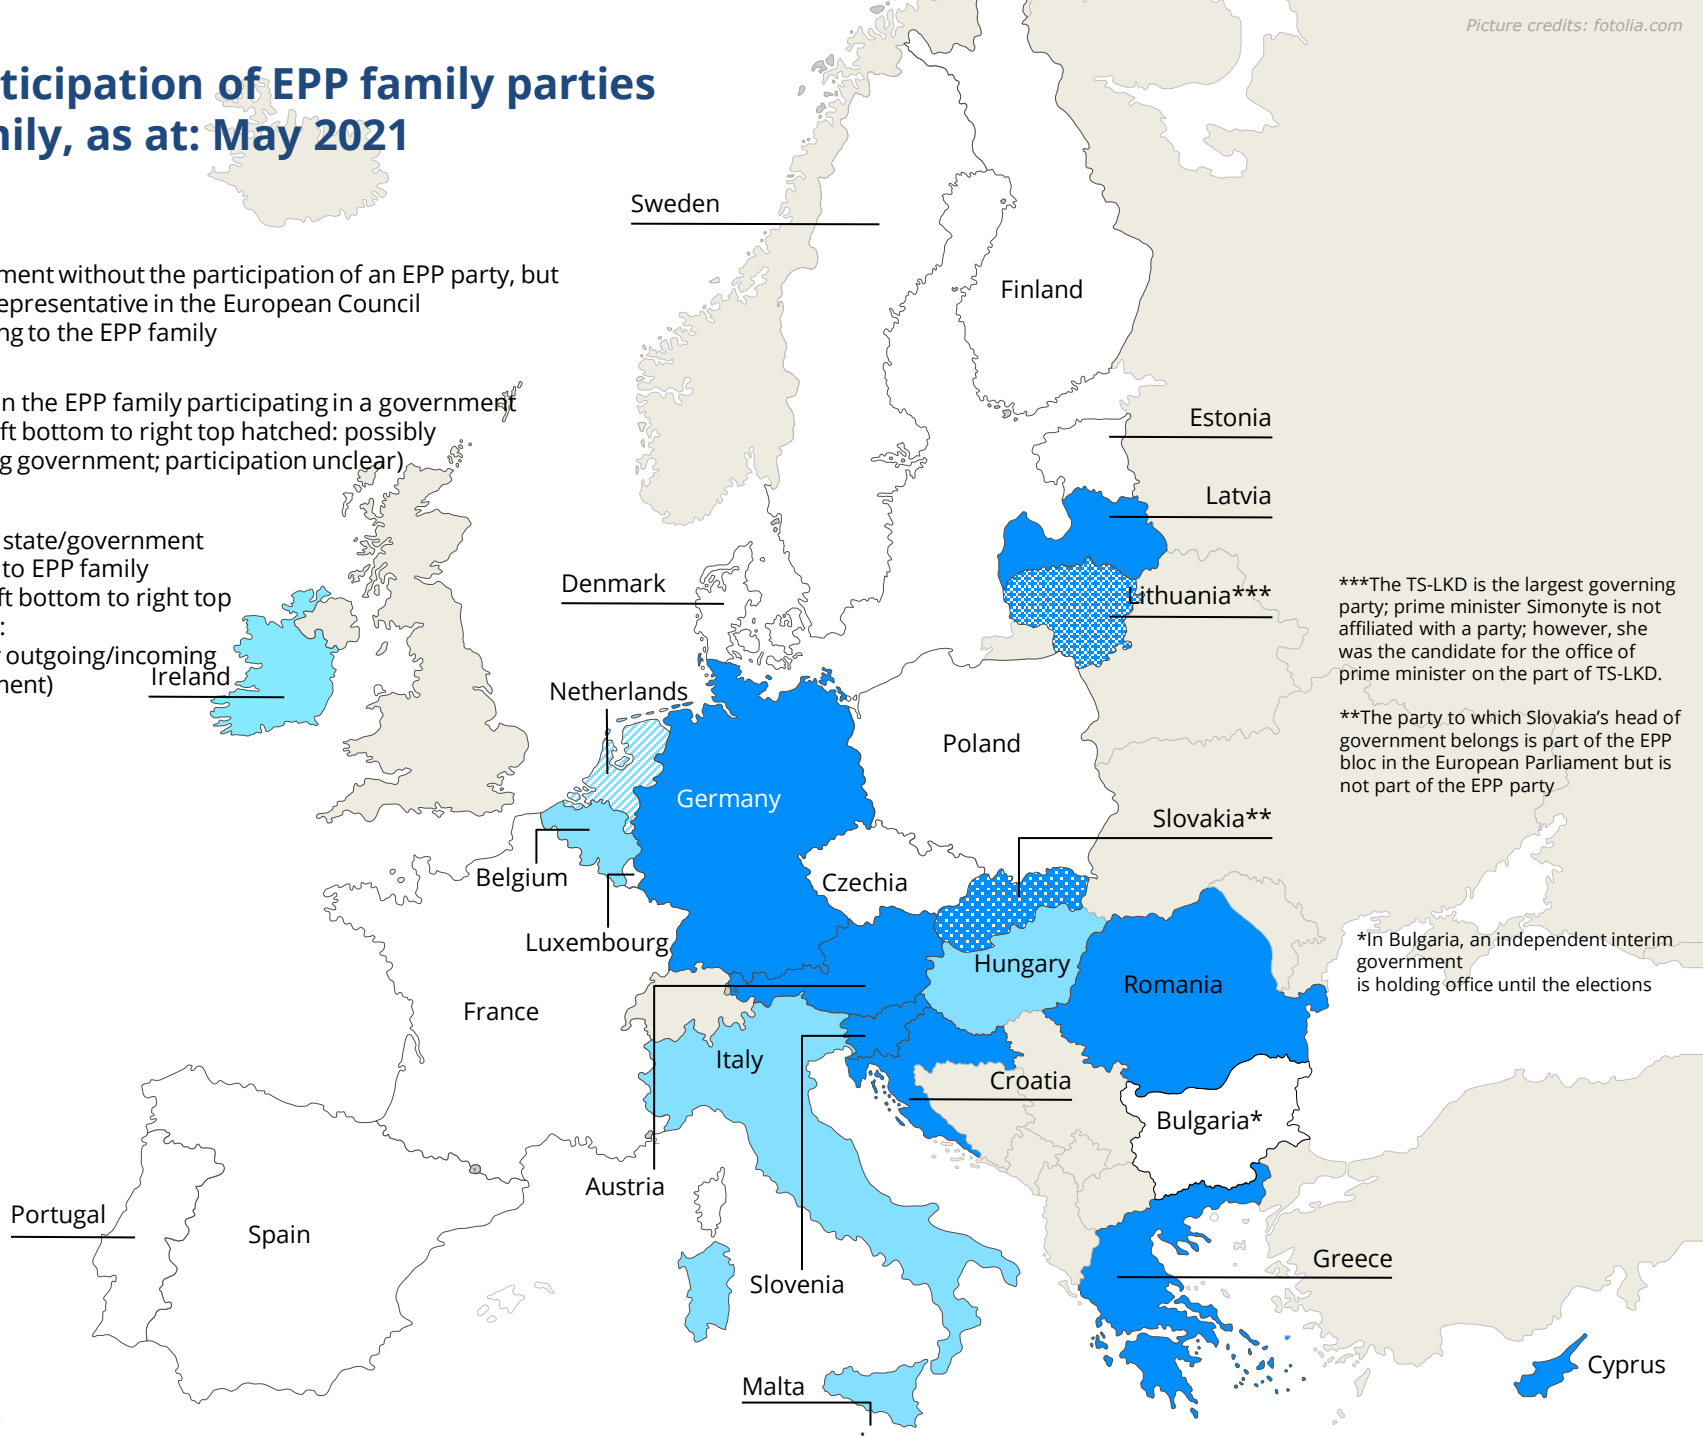 Picture credits: fotolia.com
ticipation of EPP family parties
nily, as at: May 2021
Sweden
ment without the participation of an EPP party, but
epresentative in the European Council
ng to the EPP family
Finland
n the EPP family participating in a government
ft bottom to right top hatched: possibly
g government; participation unclear)
Estonia
Latvia
state/government
to EPP family
ft bottom to right top
:
outgoing/incoming
ment)
Ireland
Denmark
Lithuania***
***The TS-LKD is the largest governing
party; prime minister Simonyte is not
affiliated with a party; however, she
was the candidate for the office of
prime minister on the part of TS-LKD.
Netherlands
**The party to which Slovakia's head of
government belongs is part of the EPP
bloc in the European Parliament but is
not part of the EPP party
Poland
Germany
Slovakia**
Belgium
Czechia
Luxembourg
*In Bulgaria, an independent interim
government
is holding office until the elections
Hungary
Romania
France
Italy
Croatia
Bulgaria*
Austria
Portugal
Spain
Slovenia
Greece
Malta
Cyprus